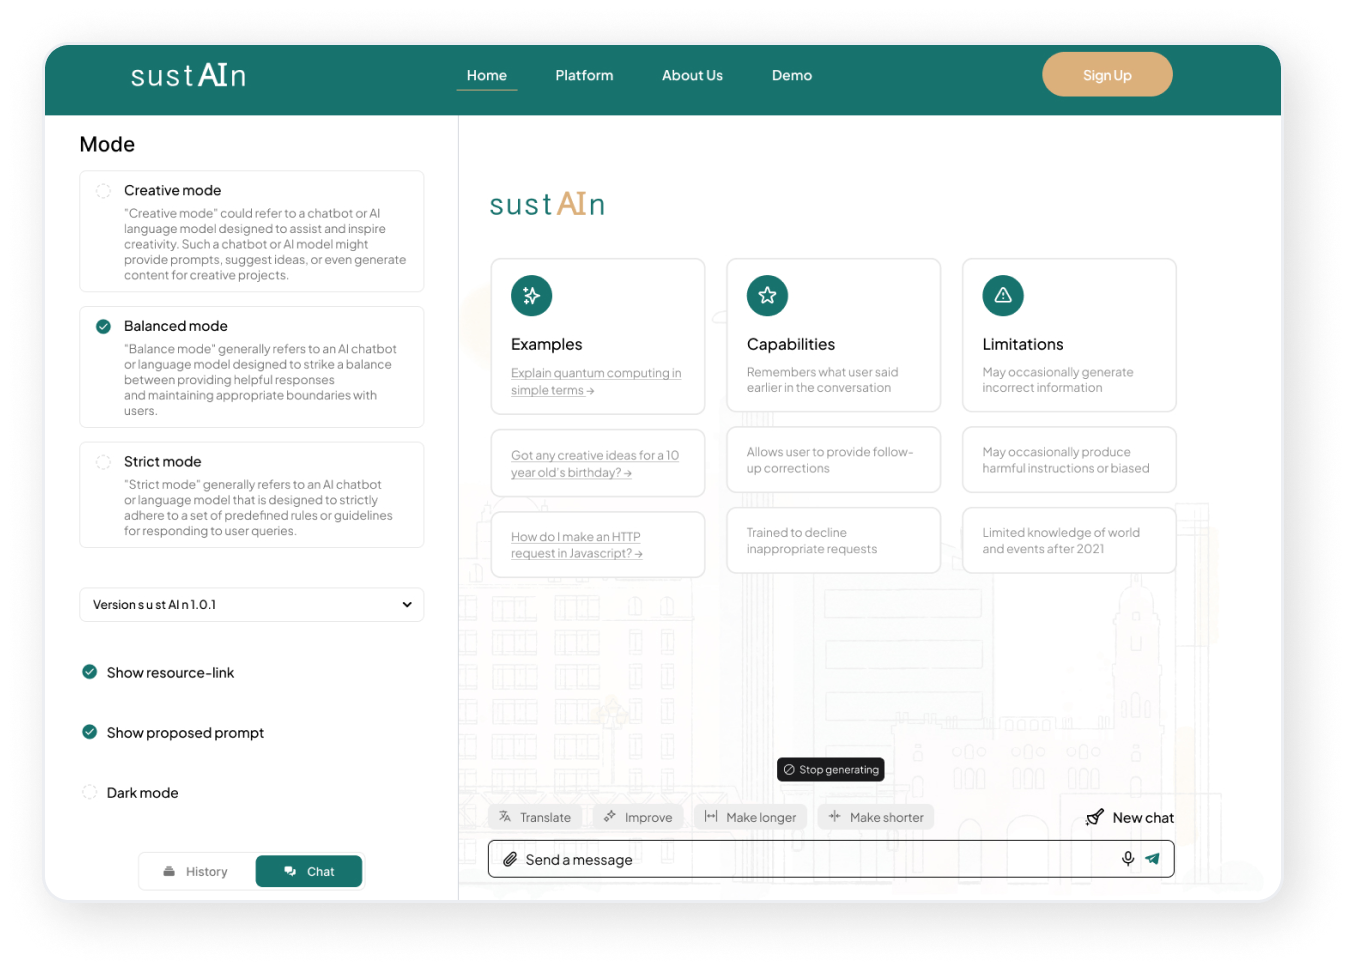 sustAIn
Home
Platform
About Us
Demo
Sign Up
Mode
Creative mode
"Creative mode" could refer to a chatbot or AI
language model designed to assist and inspire
creativity. Such a chatbot or AI model might
provide prompts, suggest ideas, or even generate
content for creative projects.
Balanced mode
"Balance mode" generally refers to an AI chatbot
or language model designed to strike a balance
between providing helpful responses
and maintaining appropriate boundaries with
users.
Strict mode
"Strict mode" generally refers to an AI chatbot
or language model that is designed to strictly
adhere to a set of predefined rules or guidelines
for responding to user queries.
Version s u st AI n 1.0.1
Show resource-link
Show proposed prompt
Dark mode
History
Chat
sustAIn
Examples
Explain quantum computing in
simple terms →
Got any creative ideas for a 10
year old's birthday? →
How do I make an HTTP
request in Javascript? →
Capabilities
Remembers what user said
earlier in the conversation
Allows user to provide follow-
up corrections
Trained to decline
inappropriate requests
Limitations
May occasionally generate
incorrect information
May occasionally produce
harmful instructions or biased
Limited knowledge of world
and events after 2021
Stop generating
Translate
Improve
Make longer
Make shorter
New chat
Send a message